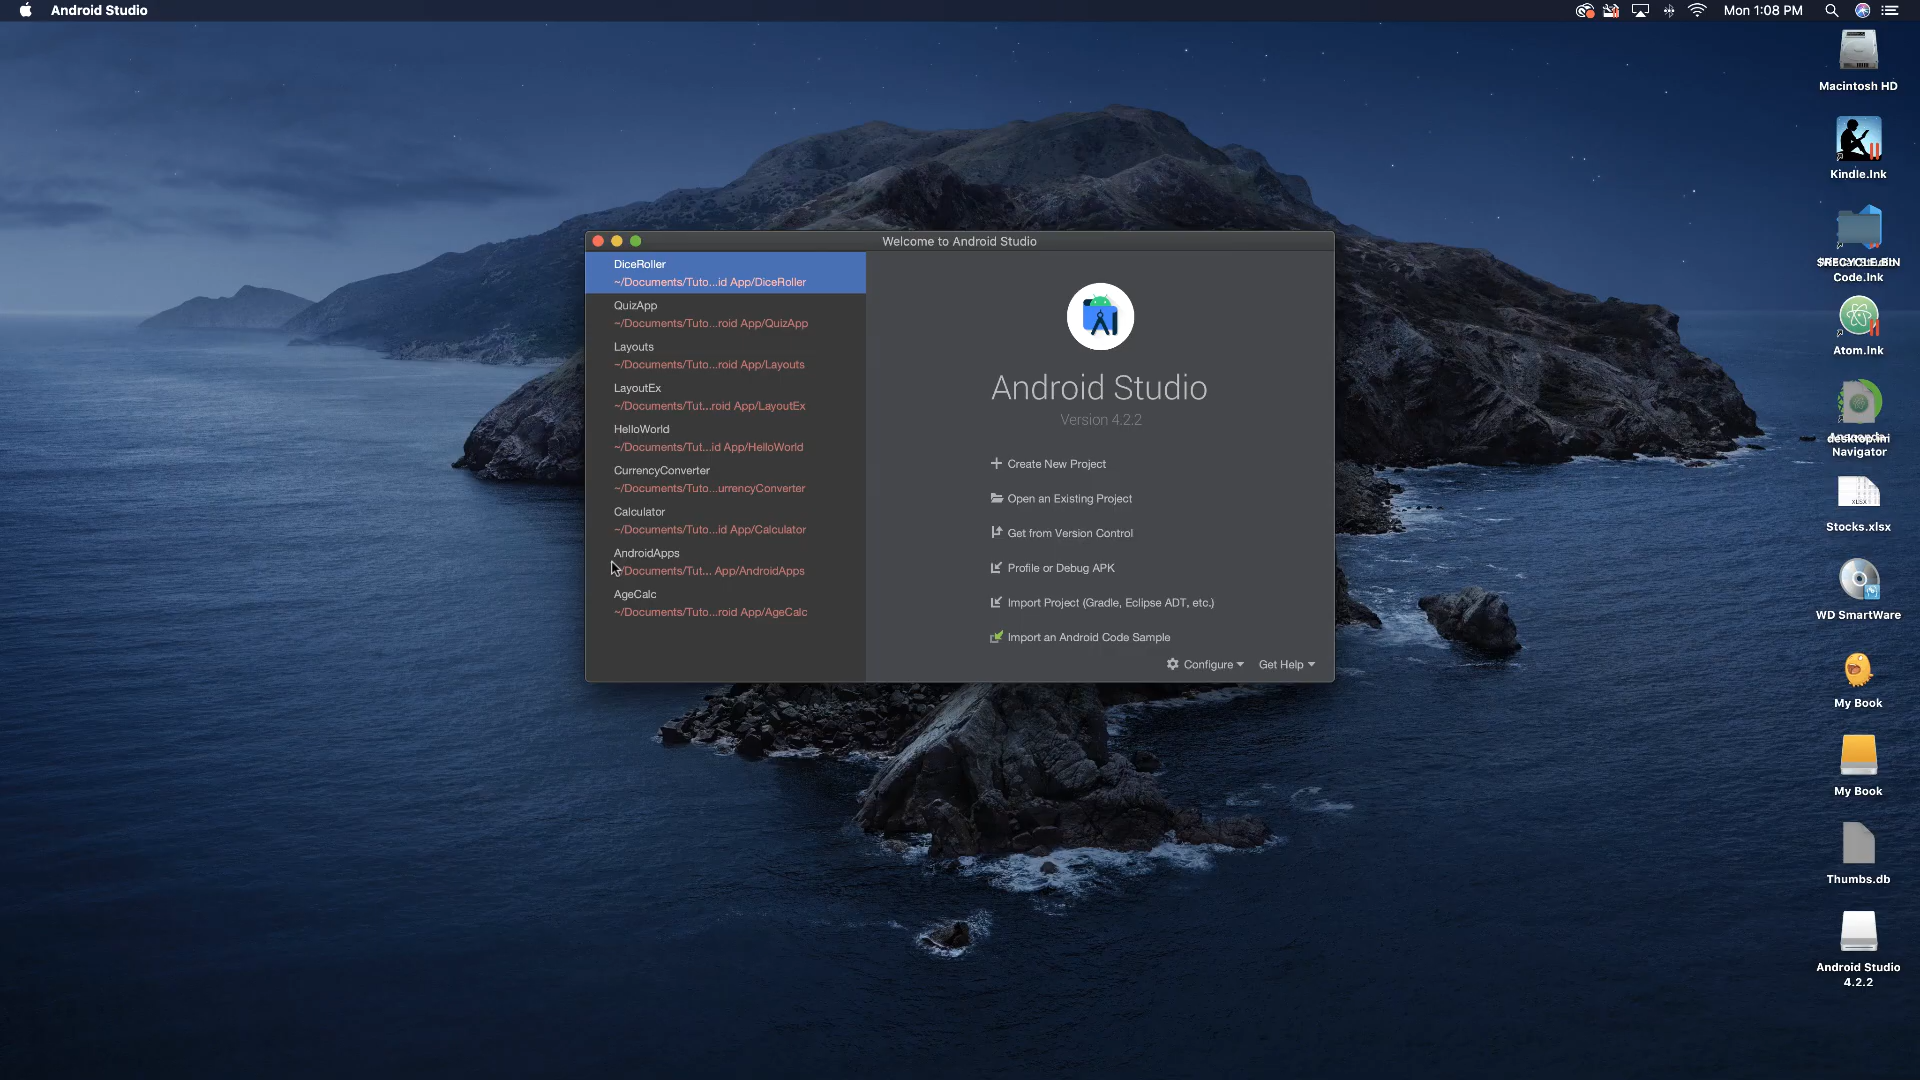 Android Studio
Mon 1:08 PM
Macintosh HD
Kindle.lnk
Code.lnk
Atom.lnk
desktop.ini
Navigator
XLSX
Stocks.xlsx
WD SmartWare
My Book
My Book
Thumbs.db
Android Studio
4.2.2
Welcome to Android Studio
DiceRoller
~/Documents/Tuto...id App/DiceRoller
QuizApp
~/Documents/Tuto...roid App/QuizApp
Layouts
~/Documents/Tuto...roid App/Layouts
LayoutEx
~/Documents/Tut...roid App/LayoutEx
HelloWorld
~/Documents/Tut...id App/HelloWorld
CurrencyConverter
~/Documents/Tuto...urrencyConverter
Calculator
~/Documents/Tuto...id App/Calculator
AndroidApps
~/Documents/Tut... App/AndroidApps
AgeCalc
~/Documents/Tuto...roid App/AgeCalc
Android Studio
Version 4.2.2
Create New Project
Open an Existing Project
Get from Version Control
Profile or Debug APK
Import Project (Gradle, Eclipse ADT, etc.)
Import an Android Code Sample
Configure
Get Help